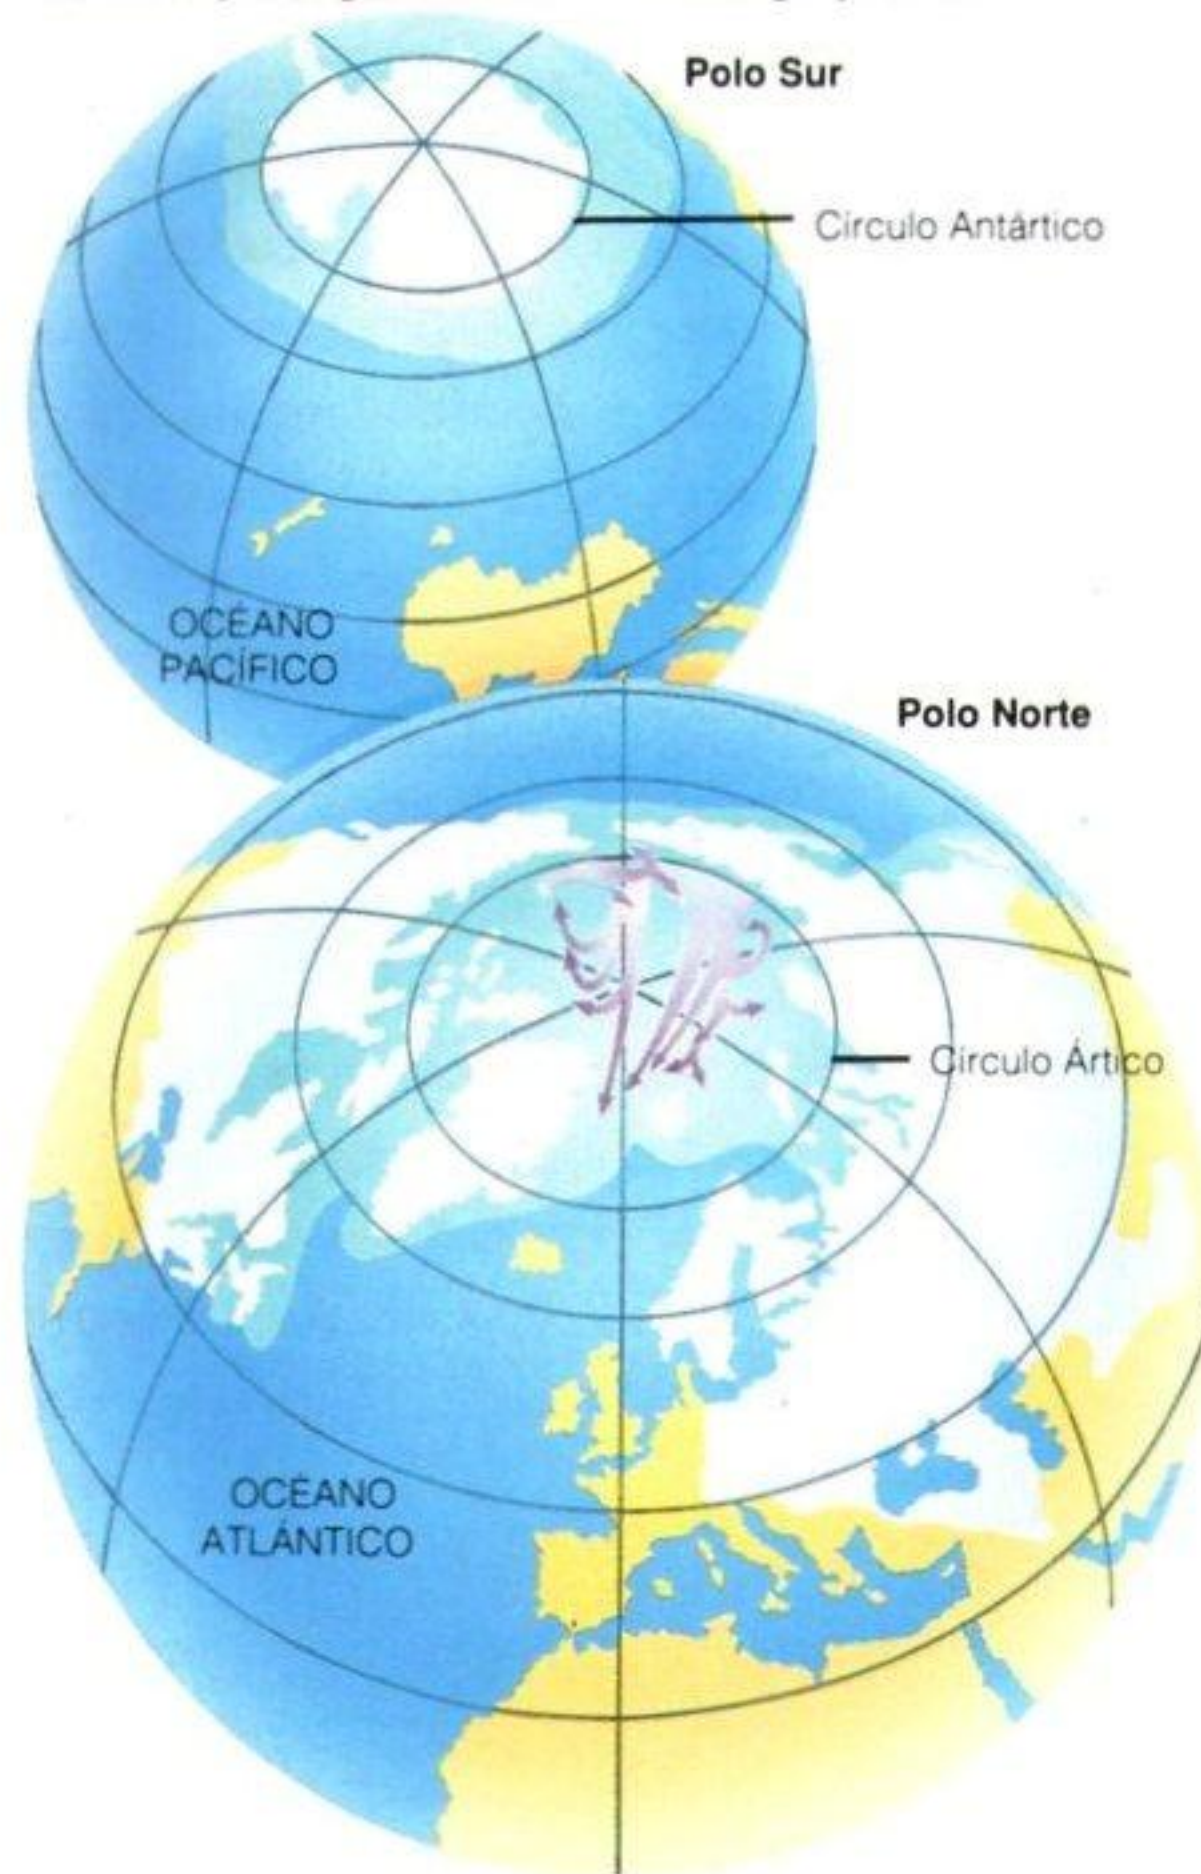 Polo Sur
Círculo Antártico
OCÉANO
PACÍFICO
Polo Norte
Círculo Ártico
OCÉANO
ATLÁNTICO